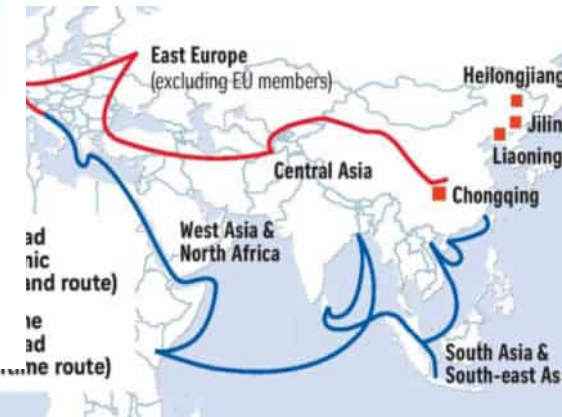 East Europe
(excluding EU members)
Heilongjiang
Jilin
Liaoning
Central Asia
Chongqing
West Asia &
North Africa
ad
nic
and route)
ne
ad
time route)
South Asia &
South-east As